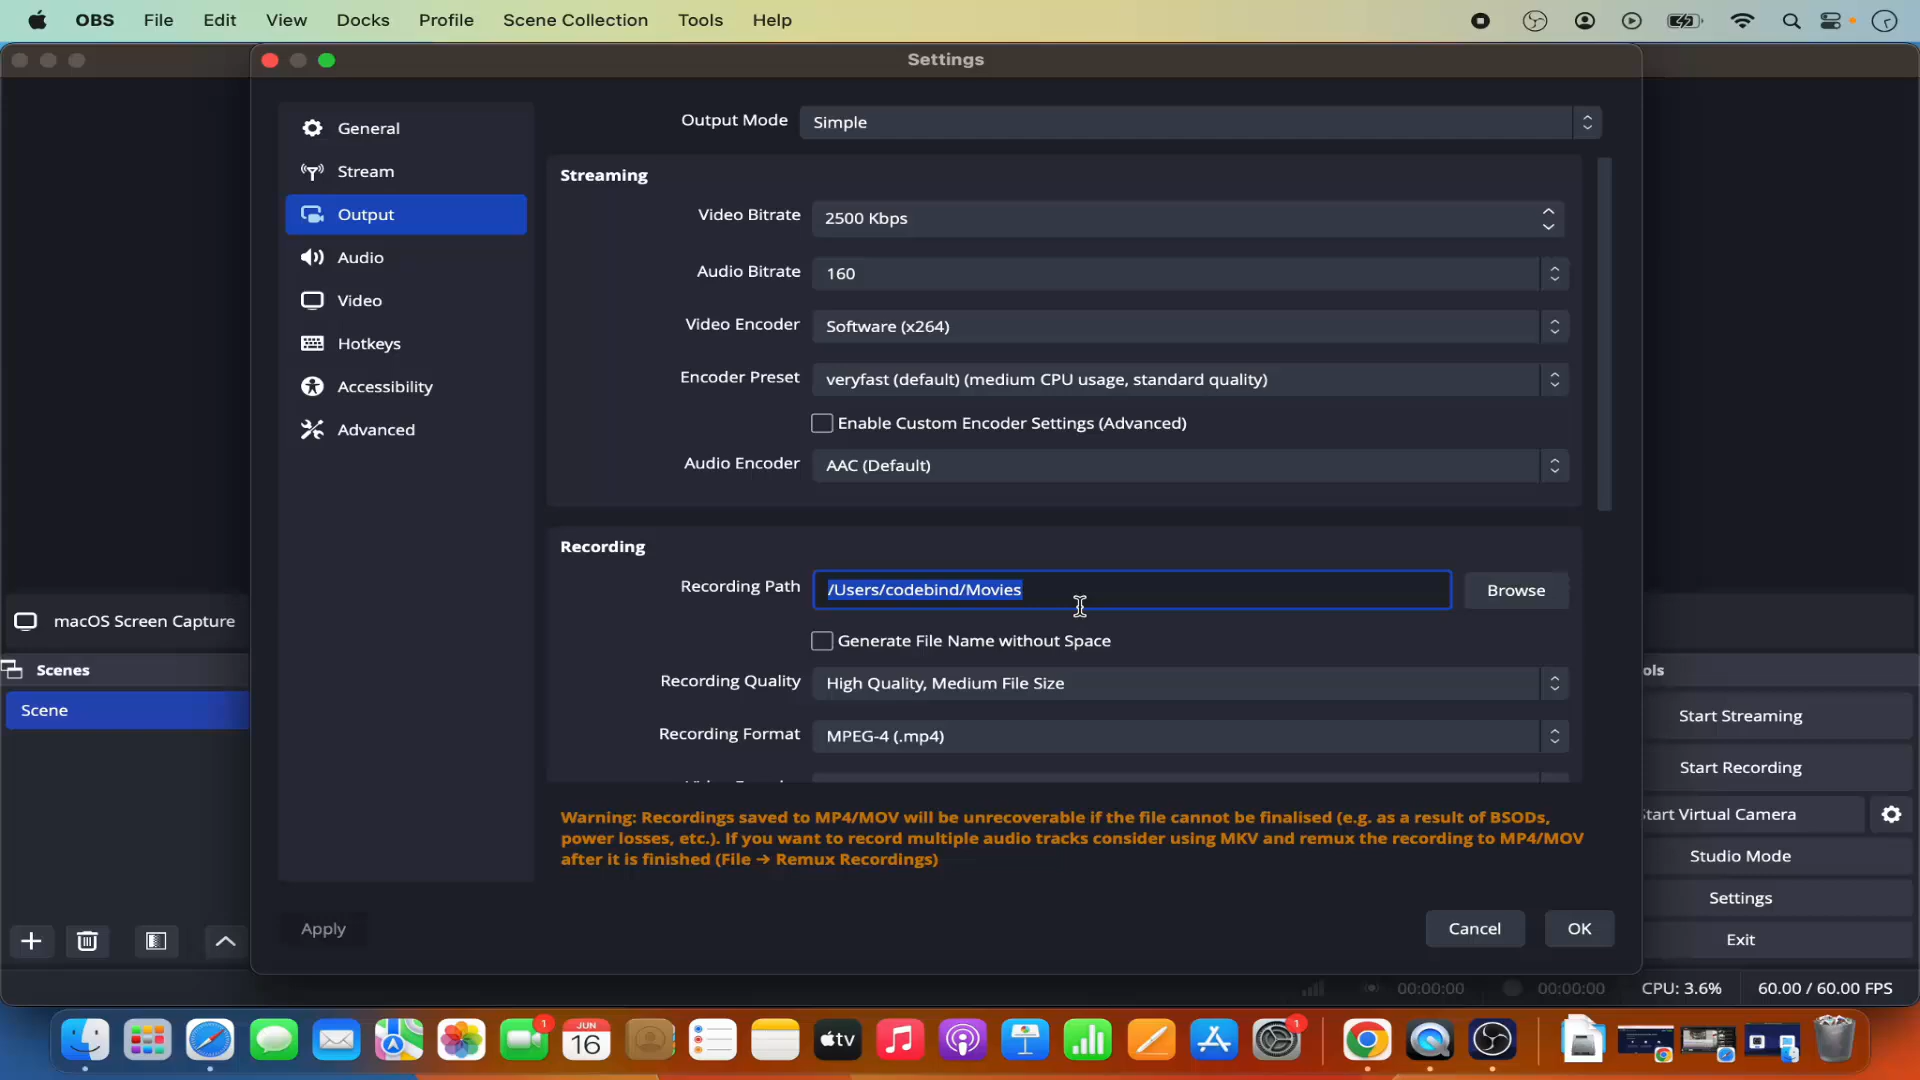 OBS File Edit View Docks Profile Scene Collection Tools Help
Settings
General
Stream
Output
Audio
Video
Hotkeys
Accessibility
Advanced
Output Mode Simple
Streaming
Video Bitrate 2500 Kbps
Audio Bitrate 160
Video Encoder Software (x264)
Encoder Preset veryfast (default) (medium CPU usage, standard quality)
Enable Custom Encoder Settings (Advanced)
Audio Encoder AAC (Default)
Recording
Recording Path /Users/codebind/Movies Browse
Generate File Name without Space
Recording Quality High Quality, Medium File Size
Recording Format MPEG-4 (.mp4)
Warning: Recordings saved to MP4/MOV will be unrecoverable if the file cannot be finalised (e.g. as a result of BSODs,
power losses, etc.). If you want to record multiple audio tracks consider using MKV and remux the recording to MP4/MOV
after it is finished (File → Remux Recordings)
Apply Cancel OK
macOS Screen Capture
Scenes
Scene
ols
Start Streaming
Start Recording
tart Virtual Camera
Studio Mode
Settings
Exit
00:00:00 00:00:00 CPU: 3.6% 60.00 / 60.00 FPS
1
JUN
16
tv
1